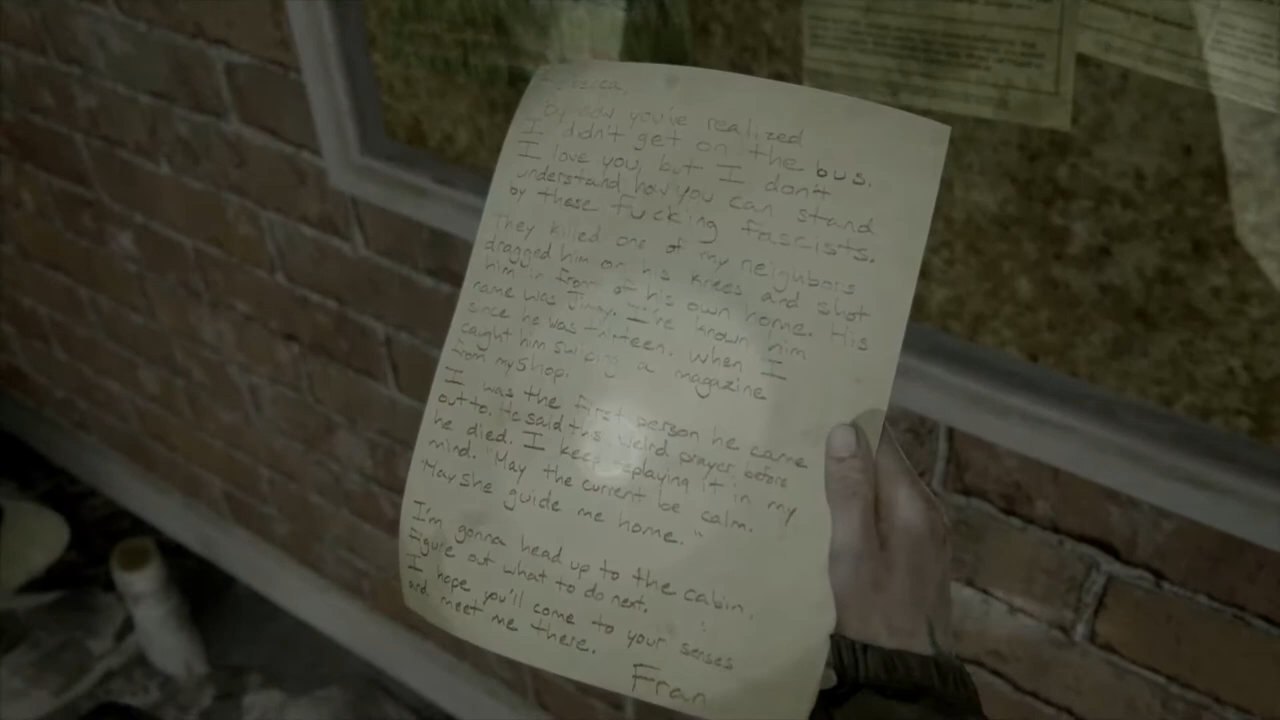 By now you've realized
I didn't get on the bus.
I love you, but I don't
understand how you can stand
by these fucking fascists.
They killed one of my neighbors
dragged him on his knees and shot
him in front of his own home. His
name was Jimmy. I've known him
since he was thirteen. When I
caught him swiping a magazine
from my shop.
I was the first person he came
out to. He said this weird prayer before
he died. I keep replaying it in my
mind. "May the current be calm.
May she guide me home."
I'm gonna head up to the cabin.
Figure out what to do next.
I hope you'll come to your senses
and meet me there.
Fran